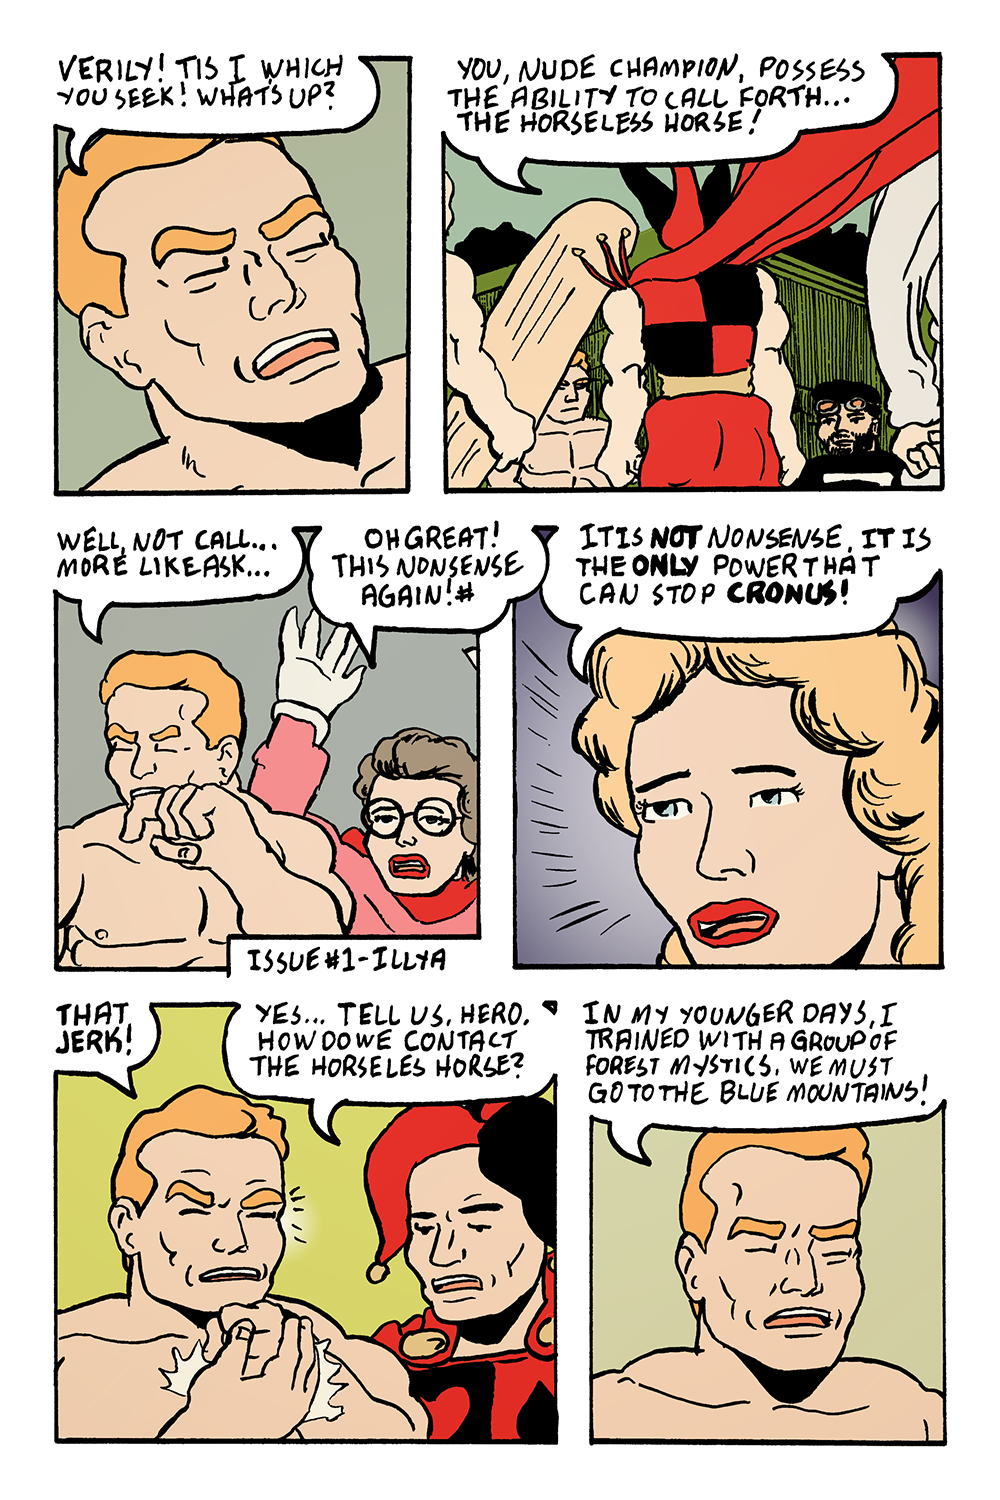 VERILY! TIS I WHICH
YOU SEEK! WHAT'S UP?
YOU, NUDE CHAMPION, POSSESS
THE ABILITY TO CALL FORTH...
THE HORSELESS HORSE!
WELL, NOT CALL...
MORE LIKE ASK...
OH GREAT!
THIS NONSENSE
AGAIN!#
ISSUE #1-ILLYA
IT IS NOT NONSENSE, IT IS
THE ONLY POWER THAT
CAN STOP CRONUS!
THAT
JERK!
YES... TELL US, HERO.
HOW DO WE CONTACT
THE HORSELES HORSE?
IN MY YOUNGER DAYS, I
TRAINED WITH A GROUP OF
FOREST MYSTICS. WE MUST
GO TO THE BLUE MOUNTAINS!